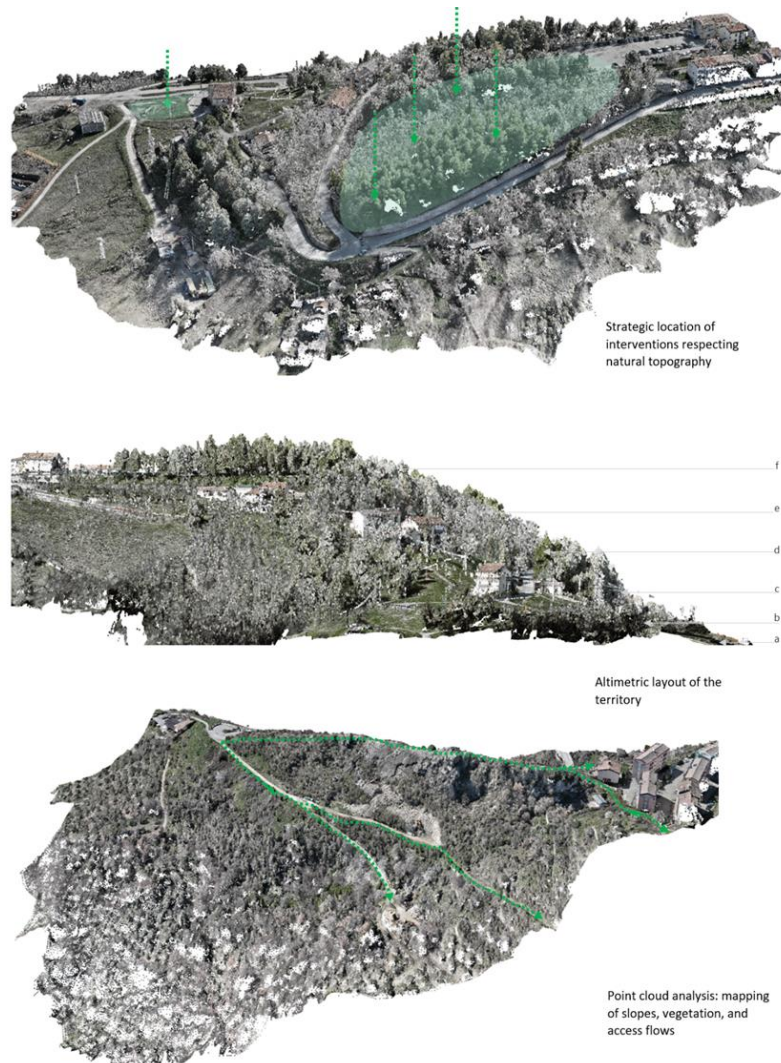 Strategic location of
interventions respecting
natural topography
f
e
d
c
b
a
Altimetric layout of the
territory
Point cloud analysis: mapping
of slopes, vegetation, and
access flows